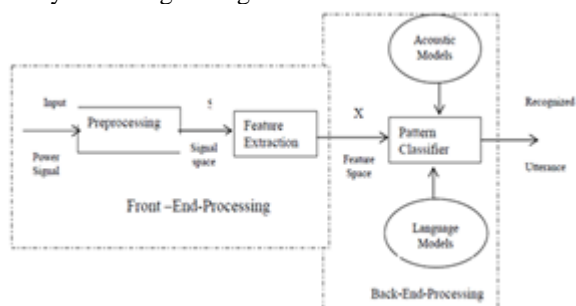 Acoustic
Models
Input
Preprocessing
Power
Signal
Signal
space
Feature
Extraction
X
Feature
Space
Pattern
Classifier
Recognized
Utterance
Front –End-Processing
Language
Models
Back-End-Processing